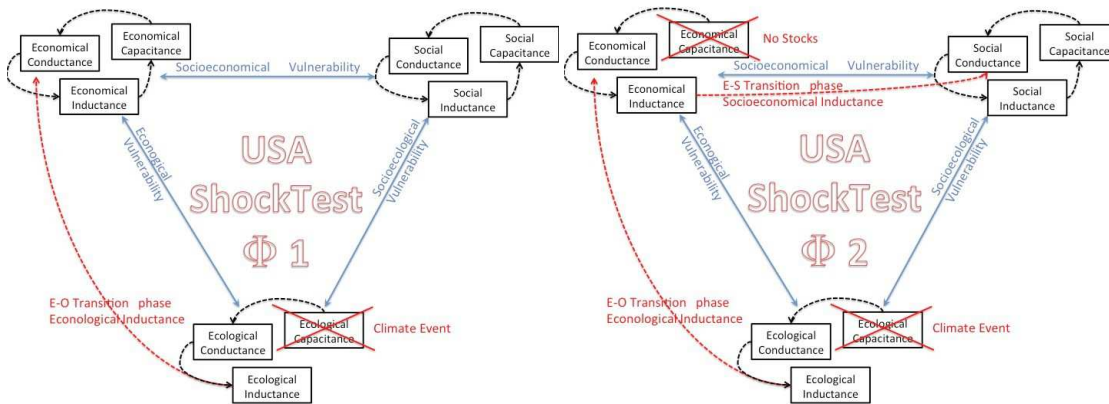 Economical
Conductance
Economical
Capacitance
Economical
Inductance
Socioeconomical Vulnerability
Social
Conductance
Social
Capacitance
Social
Inductance
Econogical
Vulnerability
Socioecological
Vulnerability
USA
ShockTest
Φ 1
E-O Transition phase
Econological Inductance
Ecological
Conductance
Ecological
Capacitance
Climate Event
Ecological
Inductance
Economical
Conductance
Economical
Capacitance
No Stocks
Economical
Inductance
Socioeconomical Vulnerability
E-S Transition phase
Socioeconomical Inductance
Social
Conductance
Social
Capacitance
Social
Inductance
Econogical
Vulnerability
Socioecological
Vulnerability
USA
ShockTest
Φ 2
E-O Transition phase
Econological Inductance
Ecological
Conductance
Ecological
Capacitance
Climate Event
Ecological
Inductance